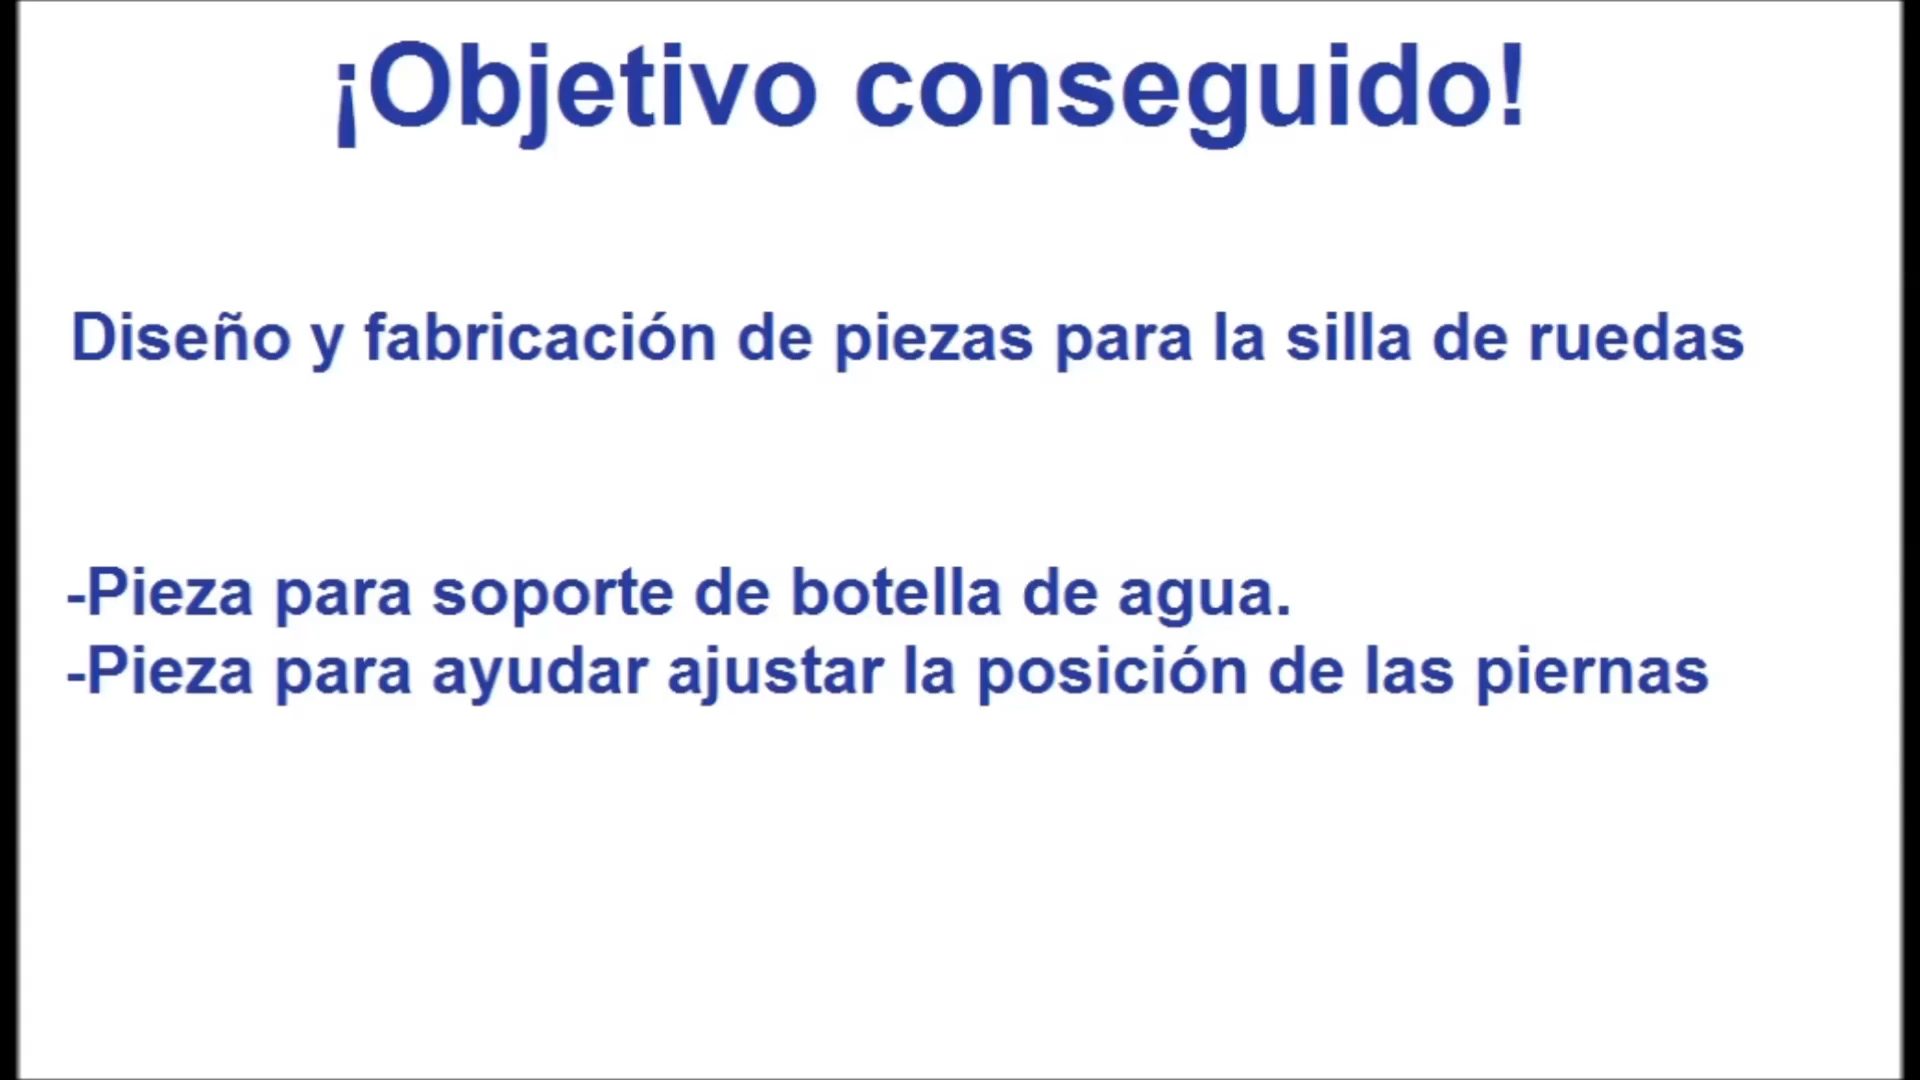 ¡Objetivo conseguido!
Diseño y fabricación de piezas para la silla de ruedas
-Pieza para soporte de botella de agua.
-Pieza para ayudar ajustar la posición de las piernas